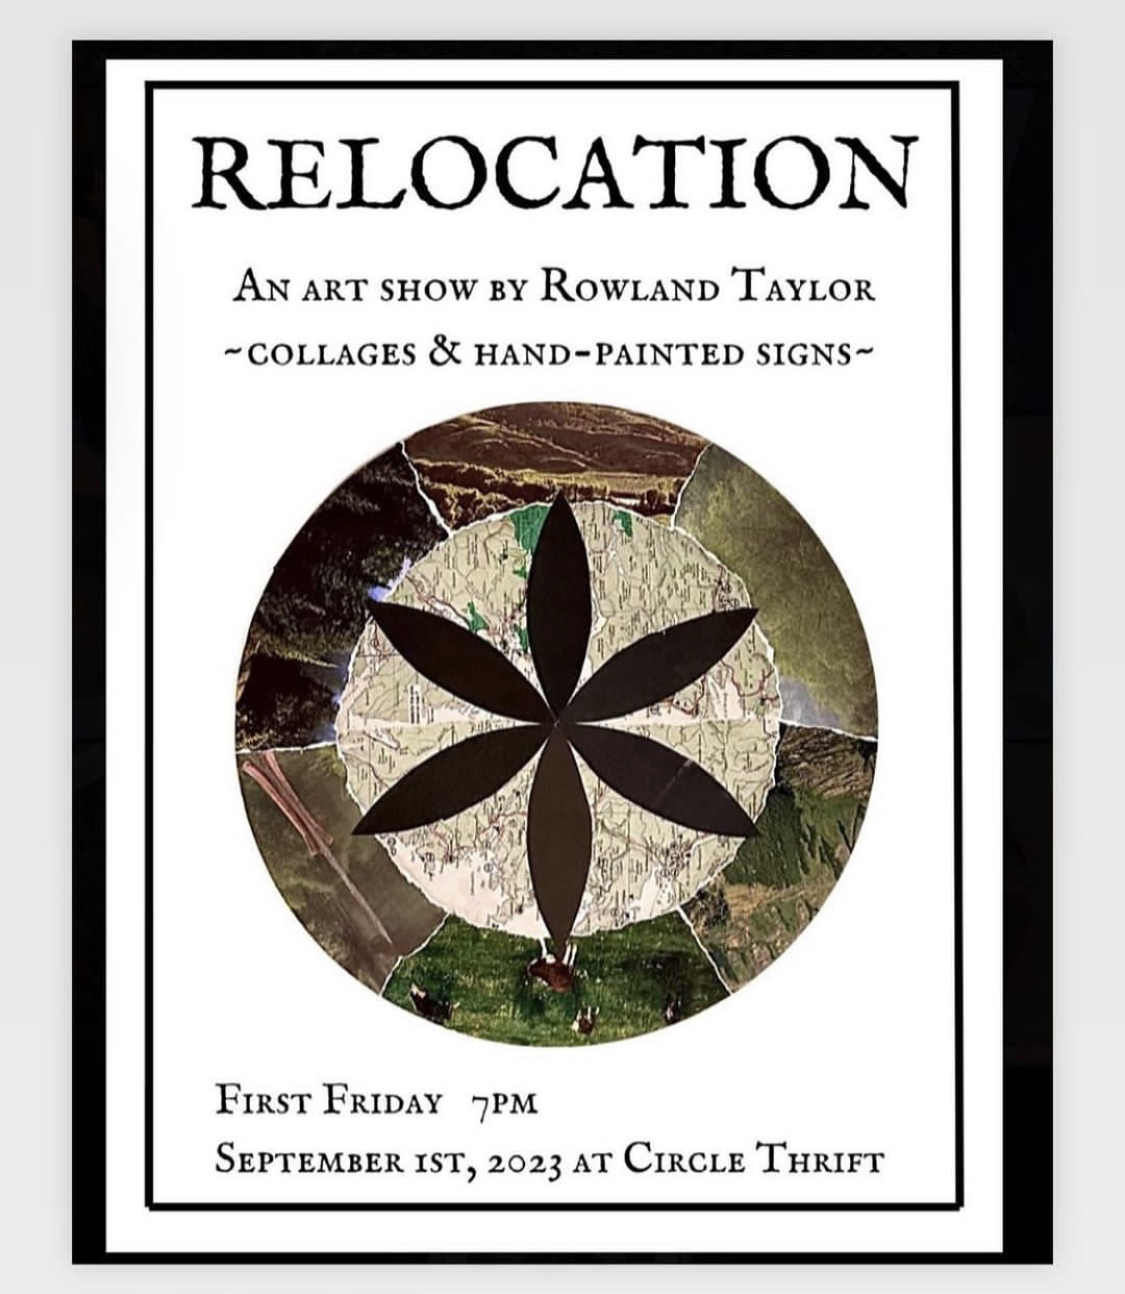 RELOCATION
An art show by Rowland Taylor
~collages & hand-painted signs~
First Friday 7pm
September 1st, 2023 at Circle Thrift